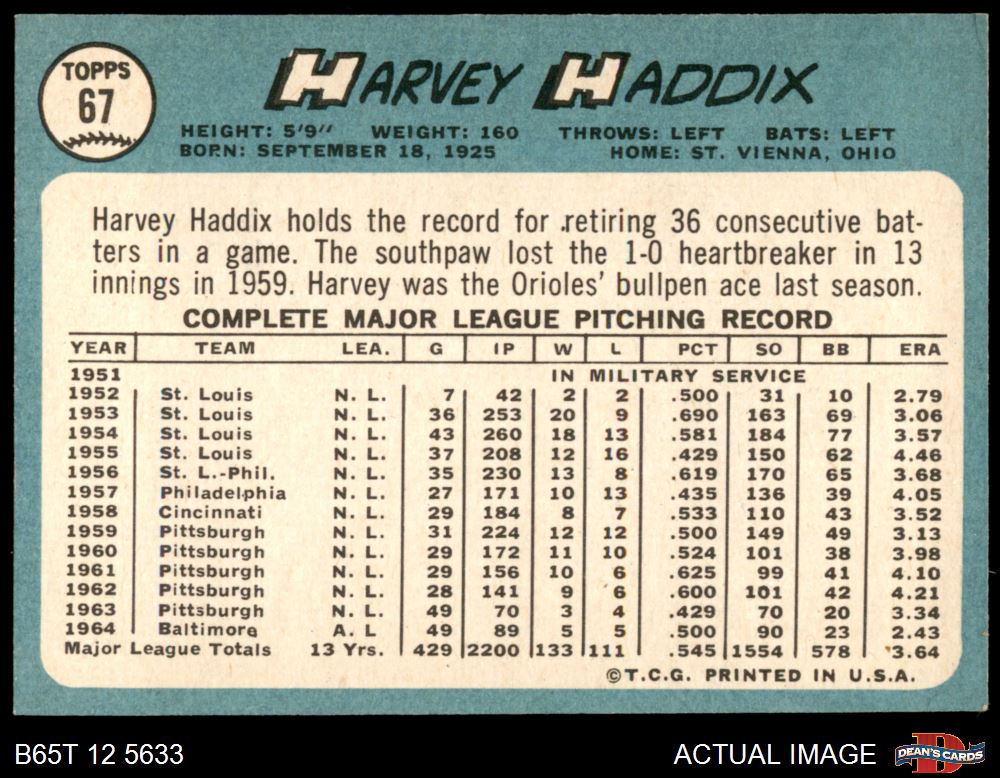 TOPPS
67
HARVEY HADDIX
HEIGHT: 5'9" WEIGHT: 160 THROWS: LEFT BATS: LEFT
BORN: SEPTEMBER 18, 1925 HOME: ST. VIENNA, OHIO
Harvey Haddix holds the record for retiring 36 consecutive bat-
ters in a game. The southpaw lost the 1-0 heartbreaker in 13
innings in 1959. Harvey was the Orioles' bullpen ace last season.
COMPLETE MAJOR LEAGUE PITCHING RECORD
YEAR TEAM LEA. G IP W L PCT SO BB ERA
1951 IN MILITARY SERVICE
1952 St. Louis N. L. 7 42 2 2 .500 31 10 2.79
1953 St. Louis N. L. 36 253 20 9 .690 163 69 3.06
1954 St. Louis N. L. 43 260 18 13 .581 184 77 3.57
1955 St. Louis N. L. 37 208 12 16 .429 150 62 4.46
1956 St. L.-Phil. N. L. 35 230 13 8 .619 170 65 3.68
1957 Philadelphia N. L. 27 171 10 13 .435 136 39 4.05
1958 Cincinnati N. L. 29 184 8 7 .533 110 43 3.52
1959 Pittsburgh N. L. 31 224 12 12 .500 149 49 3.13
1960 Pittsburgh N. L. 29 172 11 10 .524 101 38 3.98
1961 Pittsburgh N. L. 29 156 10 6 .625 99 41 4.10
1962 Pittsburgh N. L. 28 141 9 6 .600 101 42 4.21
1963 Pittsburgh N. L. 49 70 3 4 .429 70 20 3.34
1964 Baltimore A. L 49 89 5 5 .500 90 23 2.43
Major League Totals 13 Yrs. 429 2200 133 111 .545 1554 578 3.64
©T.C.G. PRINTED IN U.S.A.
B65T 12 5633 ACTUAL IMAGE DEAN'S CARDS